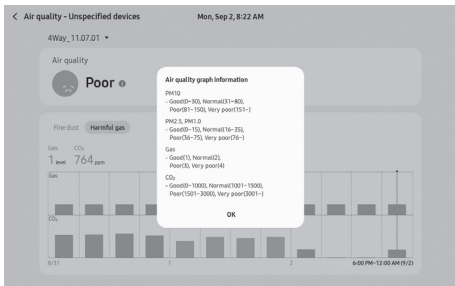 Air quality - Unspecified devices
Mon, Sep 2, 8:22 AM
4Way_11.07.01
Air quality
Poor
Air quality graph information
PM10
- Good(0~30), Normal(31~80),
Poor(81~150), Very poor(151~)
PM2.5, PM1.0
- Good(0~15), Normal(16~35),
Poor(36~75), Very poor(76~)
Gas
- Good(1), Normal(2),
Poor(3), Very poor(4)
CO₂
- Good(0~1000), Normal(1001~1500),
Poor(1501~3000), Very poor(3001~)
OK
Fine dust Harmful gas
Gas CO₂
1 level 764 ppm
Gas
CO₂
8/31 1 2 6:00 PM~12:00 AM (9/2)